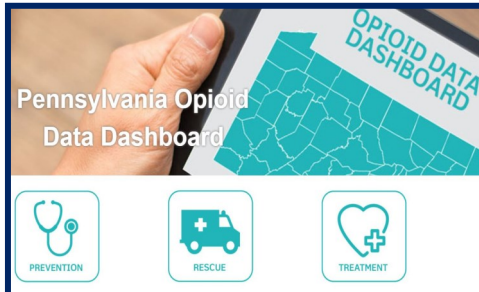 OPIOID DATA
DASHBOARD
Pennsylvania Opioid
Data Dashboard
PREVENTION
RESCUE
TREATMENT